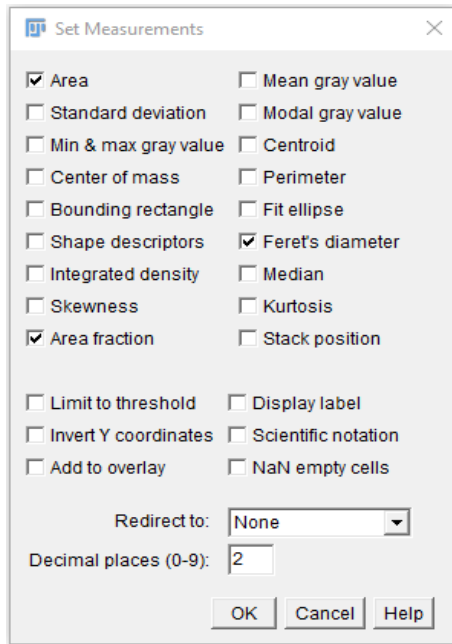 Set Measurements
Area Mean gray value
Standard deviation Modal gray value
Min & max gray value Centroid
Center of mass Perimeter
Bounding rectangle Fit ellipse
Shape descriptors Feret's diameter
Integrated density Median
Skewness Kurtosis
Area fraction Stack position
Limit to threshold Display label
Invert Y coordinates Scientific notation
Add to overlay NaN empty cells
Redirect to: None
Decimal places (0-9): 2
OK Cancel Help